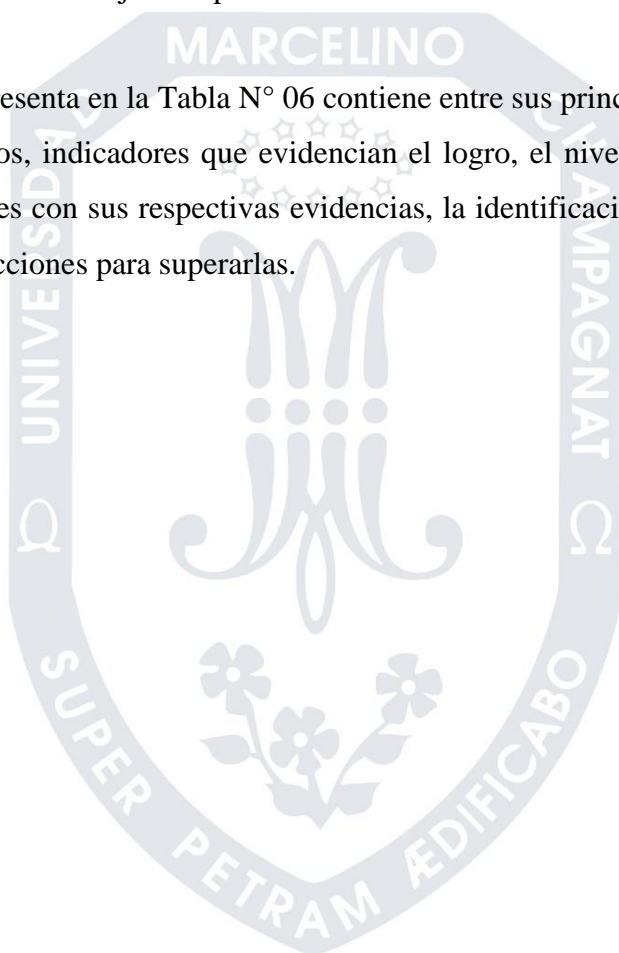 MARCELINO
esenta en la Tabla N° 06 contiene entre sus princ
os, indicadores que evidencian el logro, el nive
es con sus respectivas evidencias, la identificaci
cciones para superarlas.
UNIVERSIDAD
CHAMPAGNAT
Ω Ω
SUPER PETRAM ÆDIFICABO